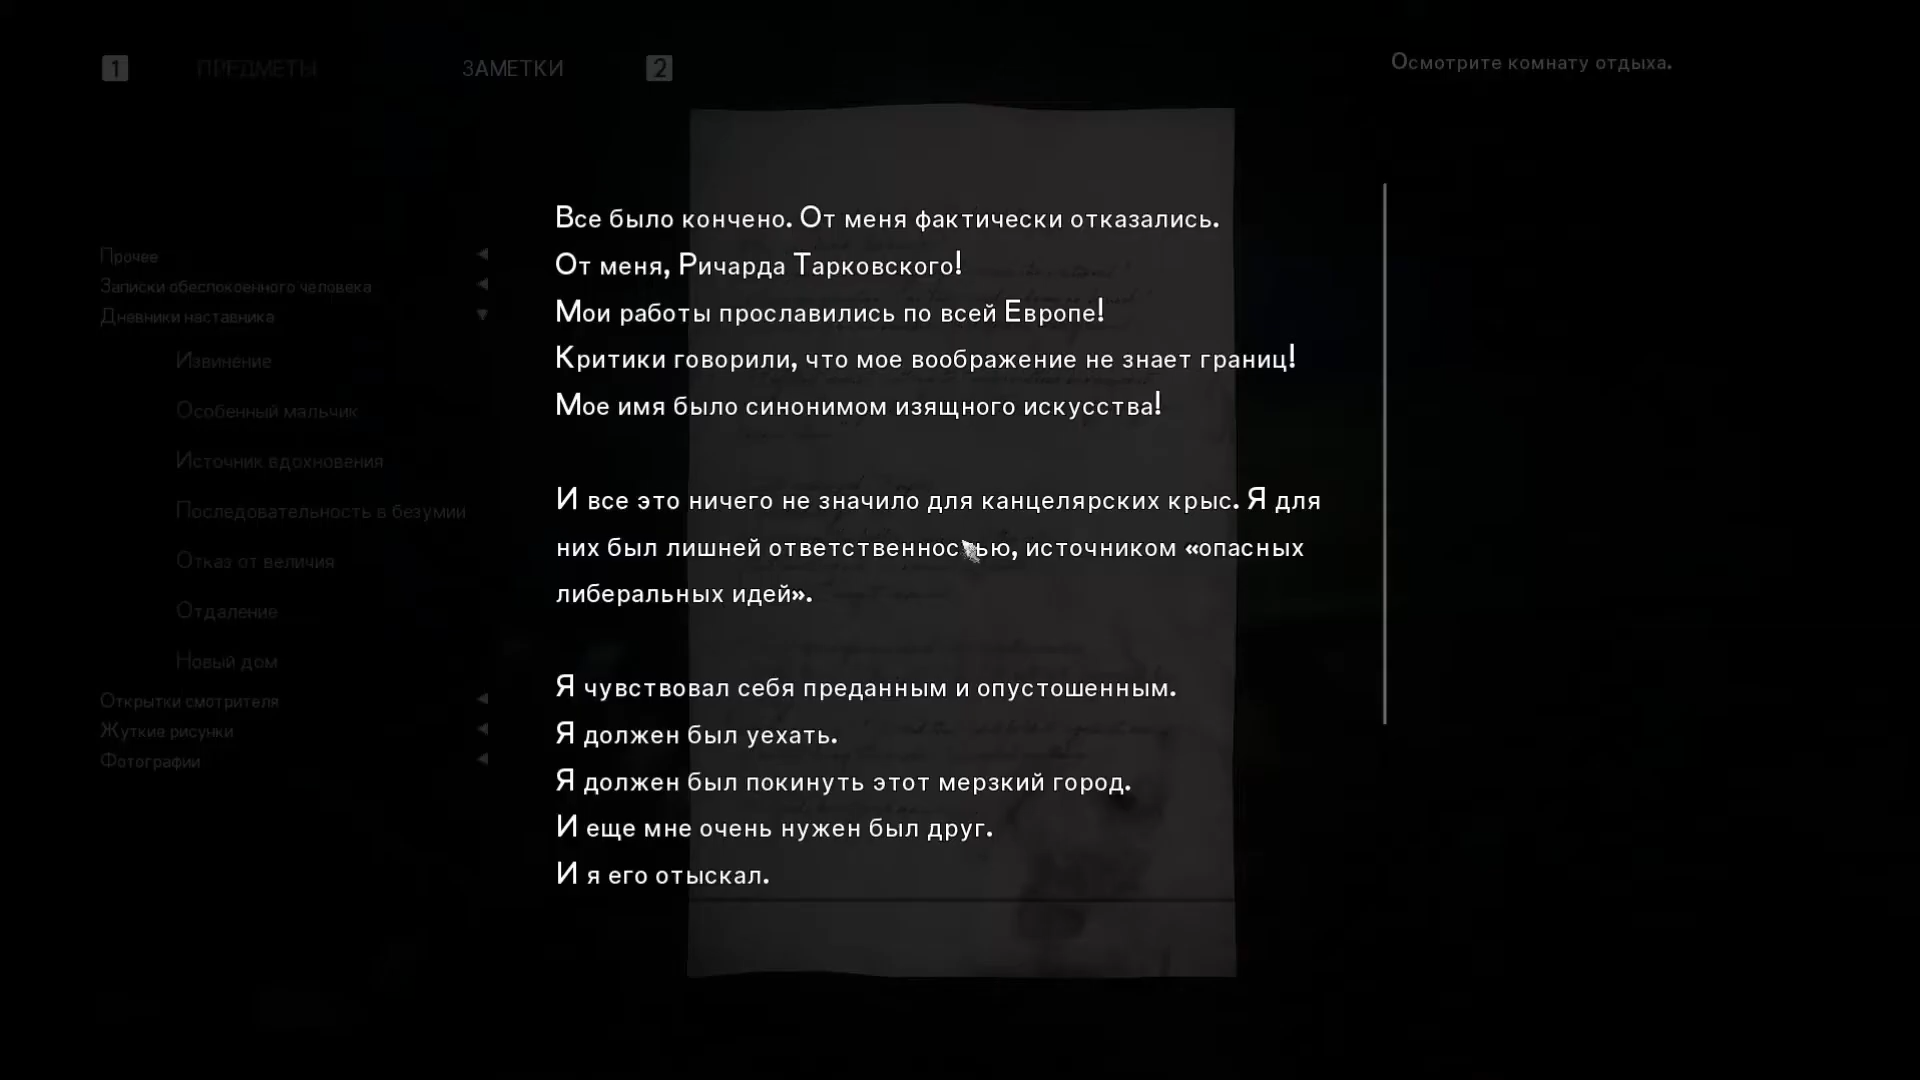 1 ПРЕДМЕТЫ ЗАМЕТКИ 2
Осмотрите комнату отдыха.
Прочее
Записки обеспокоенного человека
Дневники наставника
Извинение
Особенный мальчик
Источник вдохновения
Последовательность в безумии
Отказ от величия
Отдаление
Новый дом
Открытки смотрителя
Жуткие рисунки
Фотографии
Все было кончено. От меня фактически отказались.
От меня, Ричарда Тарковского!
Мои работы прославились по всей Европе!
Критики говорили, что мое воображение не знает границ!
Мое имя было синонимом изящного искусства!
И все это ничего не значило для канцелярских крыс. Я для
них был лишней ответственностью, источником «опасных
либеральных идей».
Я чувствовал себя преданным и опустошенным.
Я должен был уехать.
Я должен был покинуть этот мерзкий город.
И еще мне очень нужен был друг.
И я его отыскал.